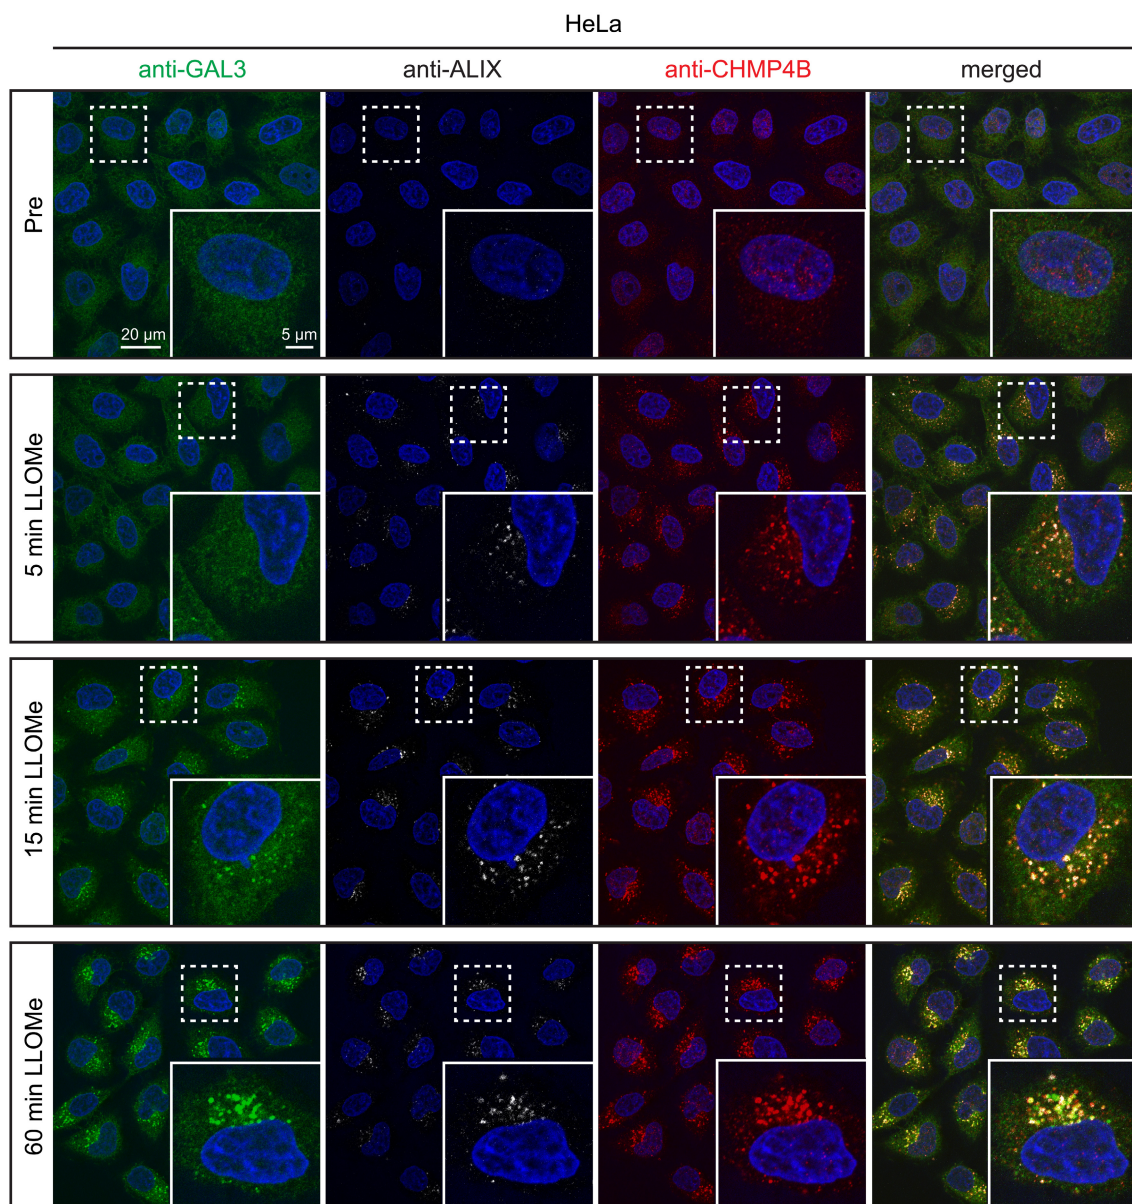 HeLa
anti-GAL3 anti-ALIX anti-CHMP4B merged
Pre
20 µm 5 µm
5 min LLOMe
15 min LLOMe
60 min LLOMe